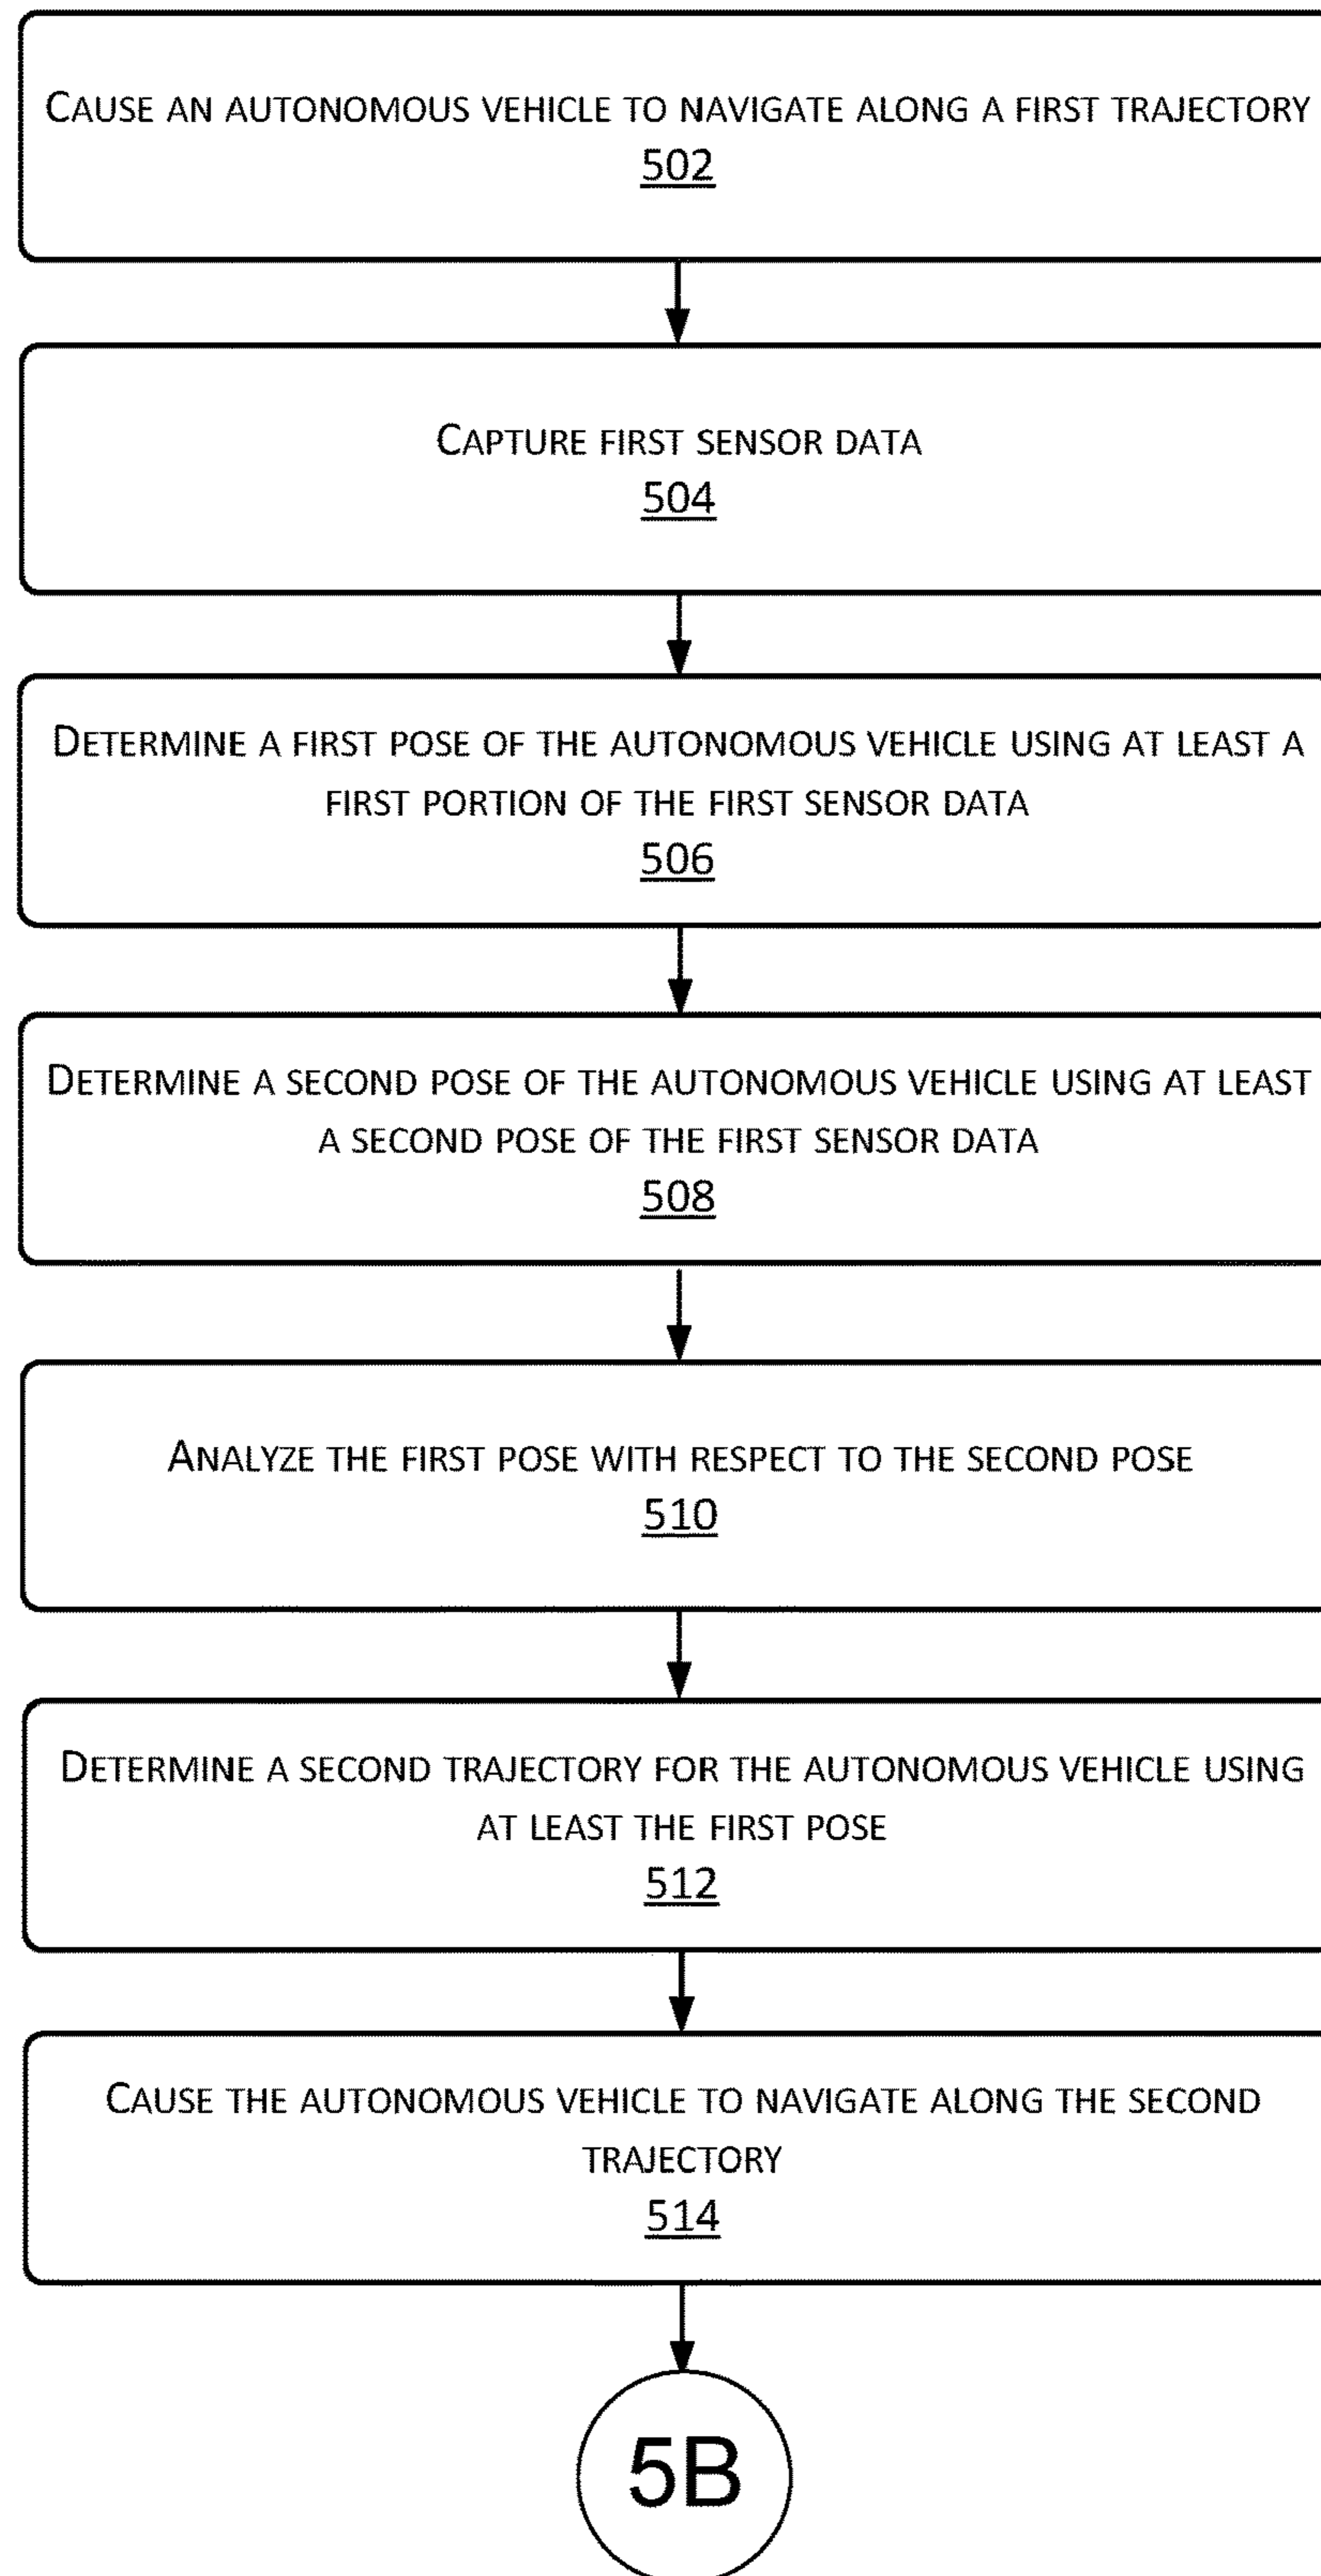 CAUSE AN AUTONOMOUS VEHICLE TO NAVIGATE ALONG A FIRST TRAJECTORY
502
CAPTURE FIRST SENSOR DATA
504
DETERMINE A FIRST POSE OF THE AUTONOMOUS VEHICLE USING AT LEAST A
FIRST PORTION OF THE FIRST SENSOR DATA
506
DETERMINE A SECOND POSE OF THE AUTONOMOUS VEHICLE USING AT LEAST
A SECOND POSE OF THE FIRST SENSOR DATA
508
ANALYZE THE FIRST POSE WITH RESPECT TO THE SECOND POSE
510
DETERMINE A SECOND TRAJECTORY FOR THE AUTONOMOUS VEHICLE USING
AT LEAST THE FIRST POSE
512
CAUSE THE AUTONOMOUS VEHICLE TO NAVIGATE ALONG THE SECOND
TRAJECTORY
514
5B